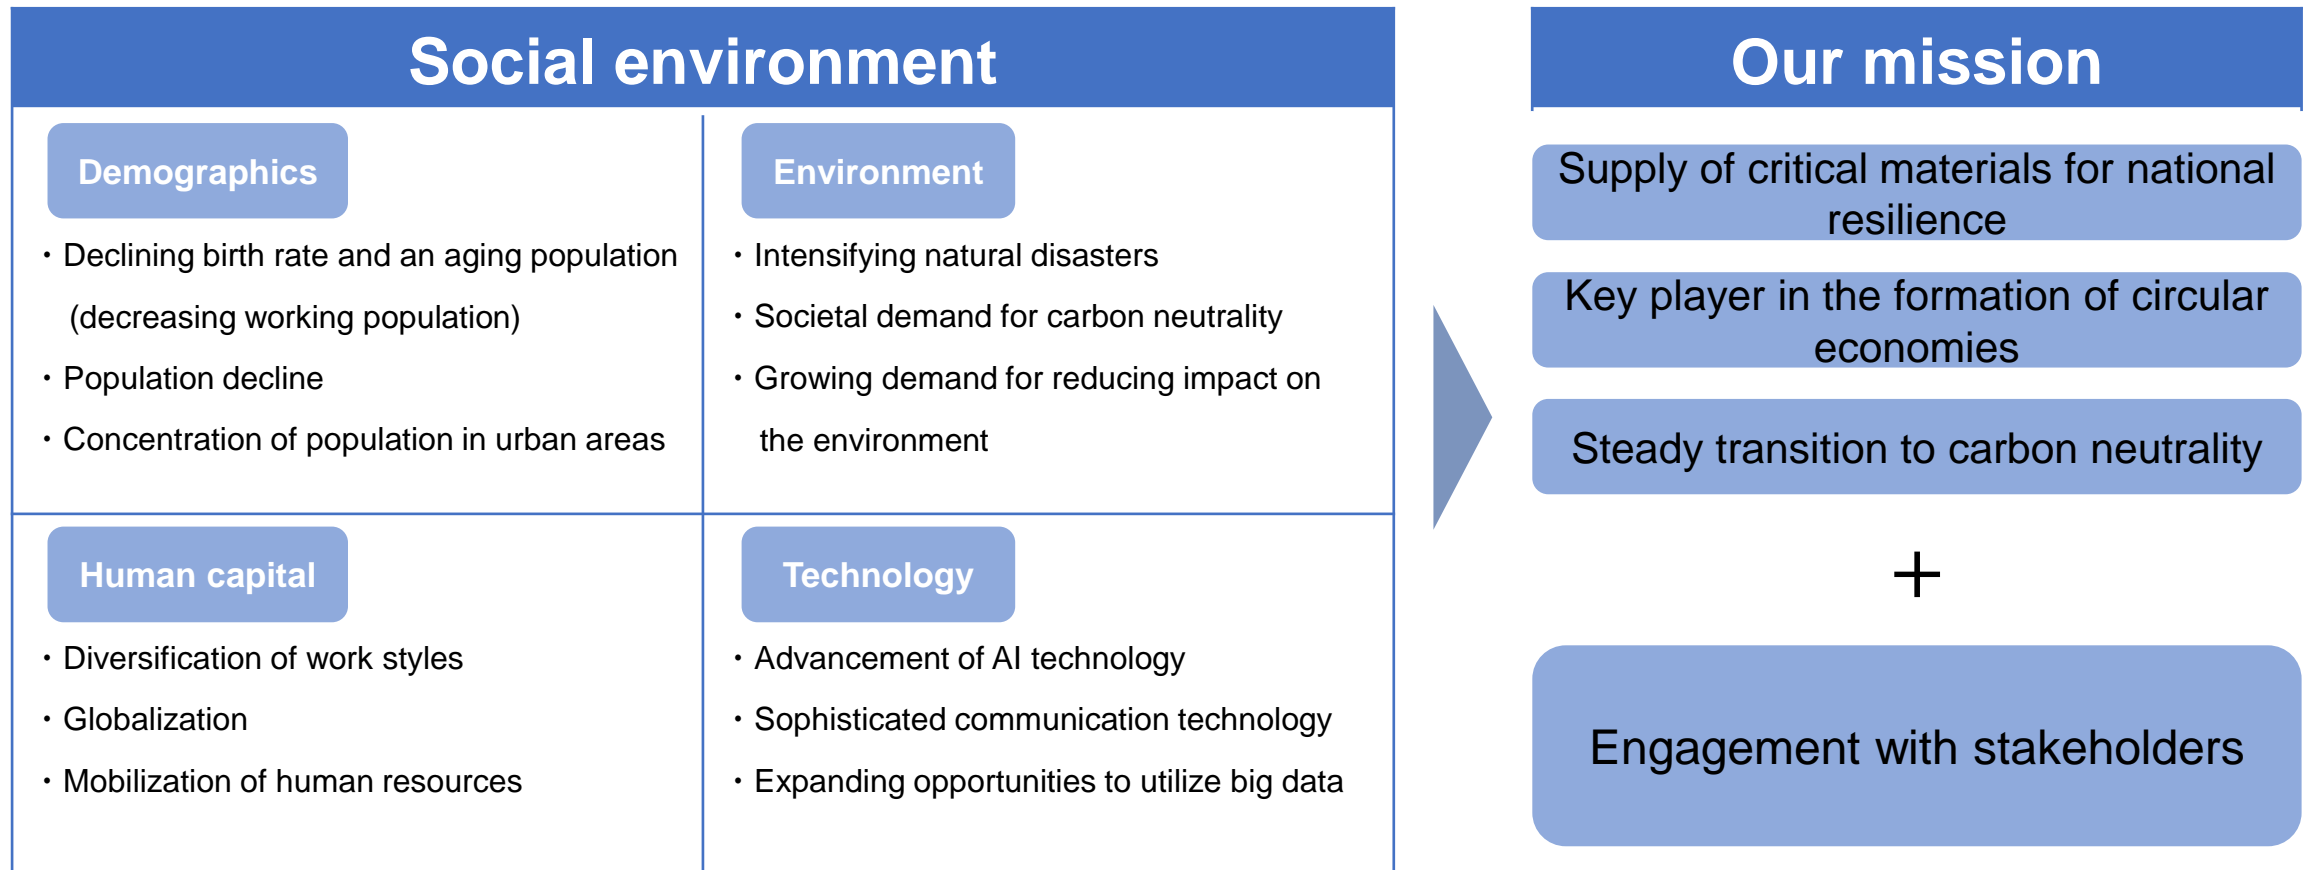 Social environment
Demographics
・Declining birth rate and an aging population
(decreasing working population)
・Population decline
・Concentration of population in urban areas
Environment
・Intensifying natural disasters
・Societal demand for carbon neutrality
・Growing demand for reducing impact on
the environment
Human capital
・Diversification of work styles
・Globalization
・Mobilization of human resources
Technology
・Advancement of AI technology
・Sophisticated communication technology
・Expanding opportunities to utilize big data
Our mission
Supply of critical materials for national
resilience
Key player in the formation of circular
economies
Steady transition to carbon neutrality
+
Engagement with stakeholders